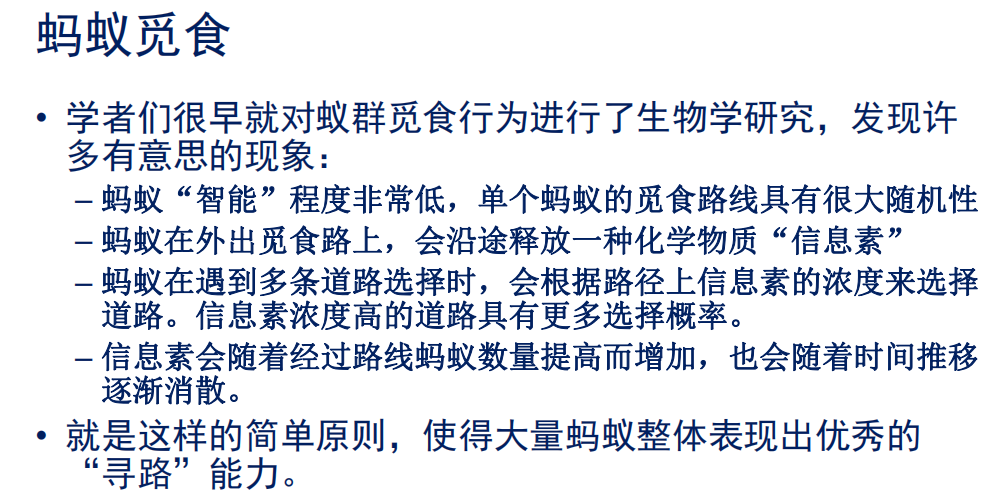 蚂蚁觅食
• 学者们很早就对蚁群觅食行为进行了生物学研究，发现许
多有意思的现象：
– 蚂蚁“智能”程度非常低，单个蚂蚁的觅食路线具有很大随机性
– 蚂蚁在外出觅食路上，会沿途释放一种化学物质“信息素”
– 蚂蚁在遇到多条道路选择时，会根据路径上信息素的浓度来选择
道路。信息素浓度高的道路具有更多选择概率。
– 信息素会随着经过路线蚂蚁数量提高而增加，也会随着时间推移
逐渐消散。
• 就是这样的简单原则，使得大量蚂蚁整体表现出优秀的
“寻路”能力。